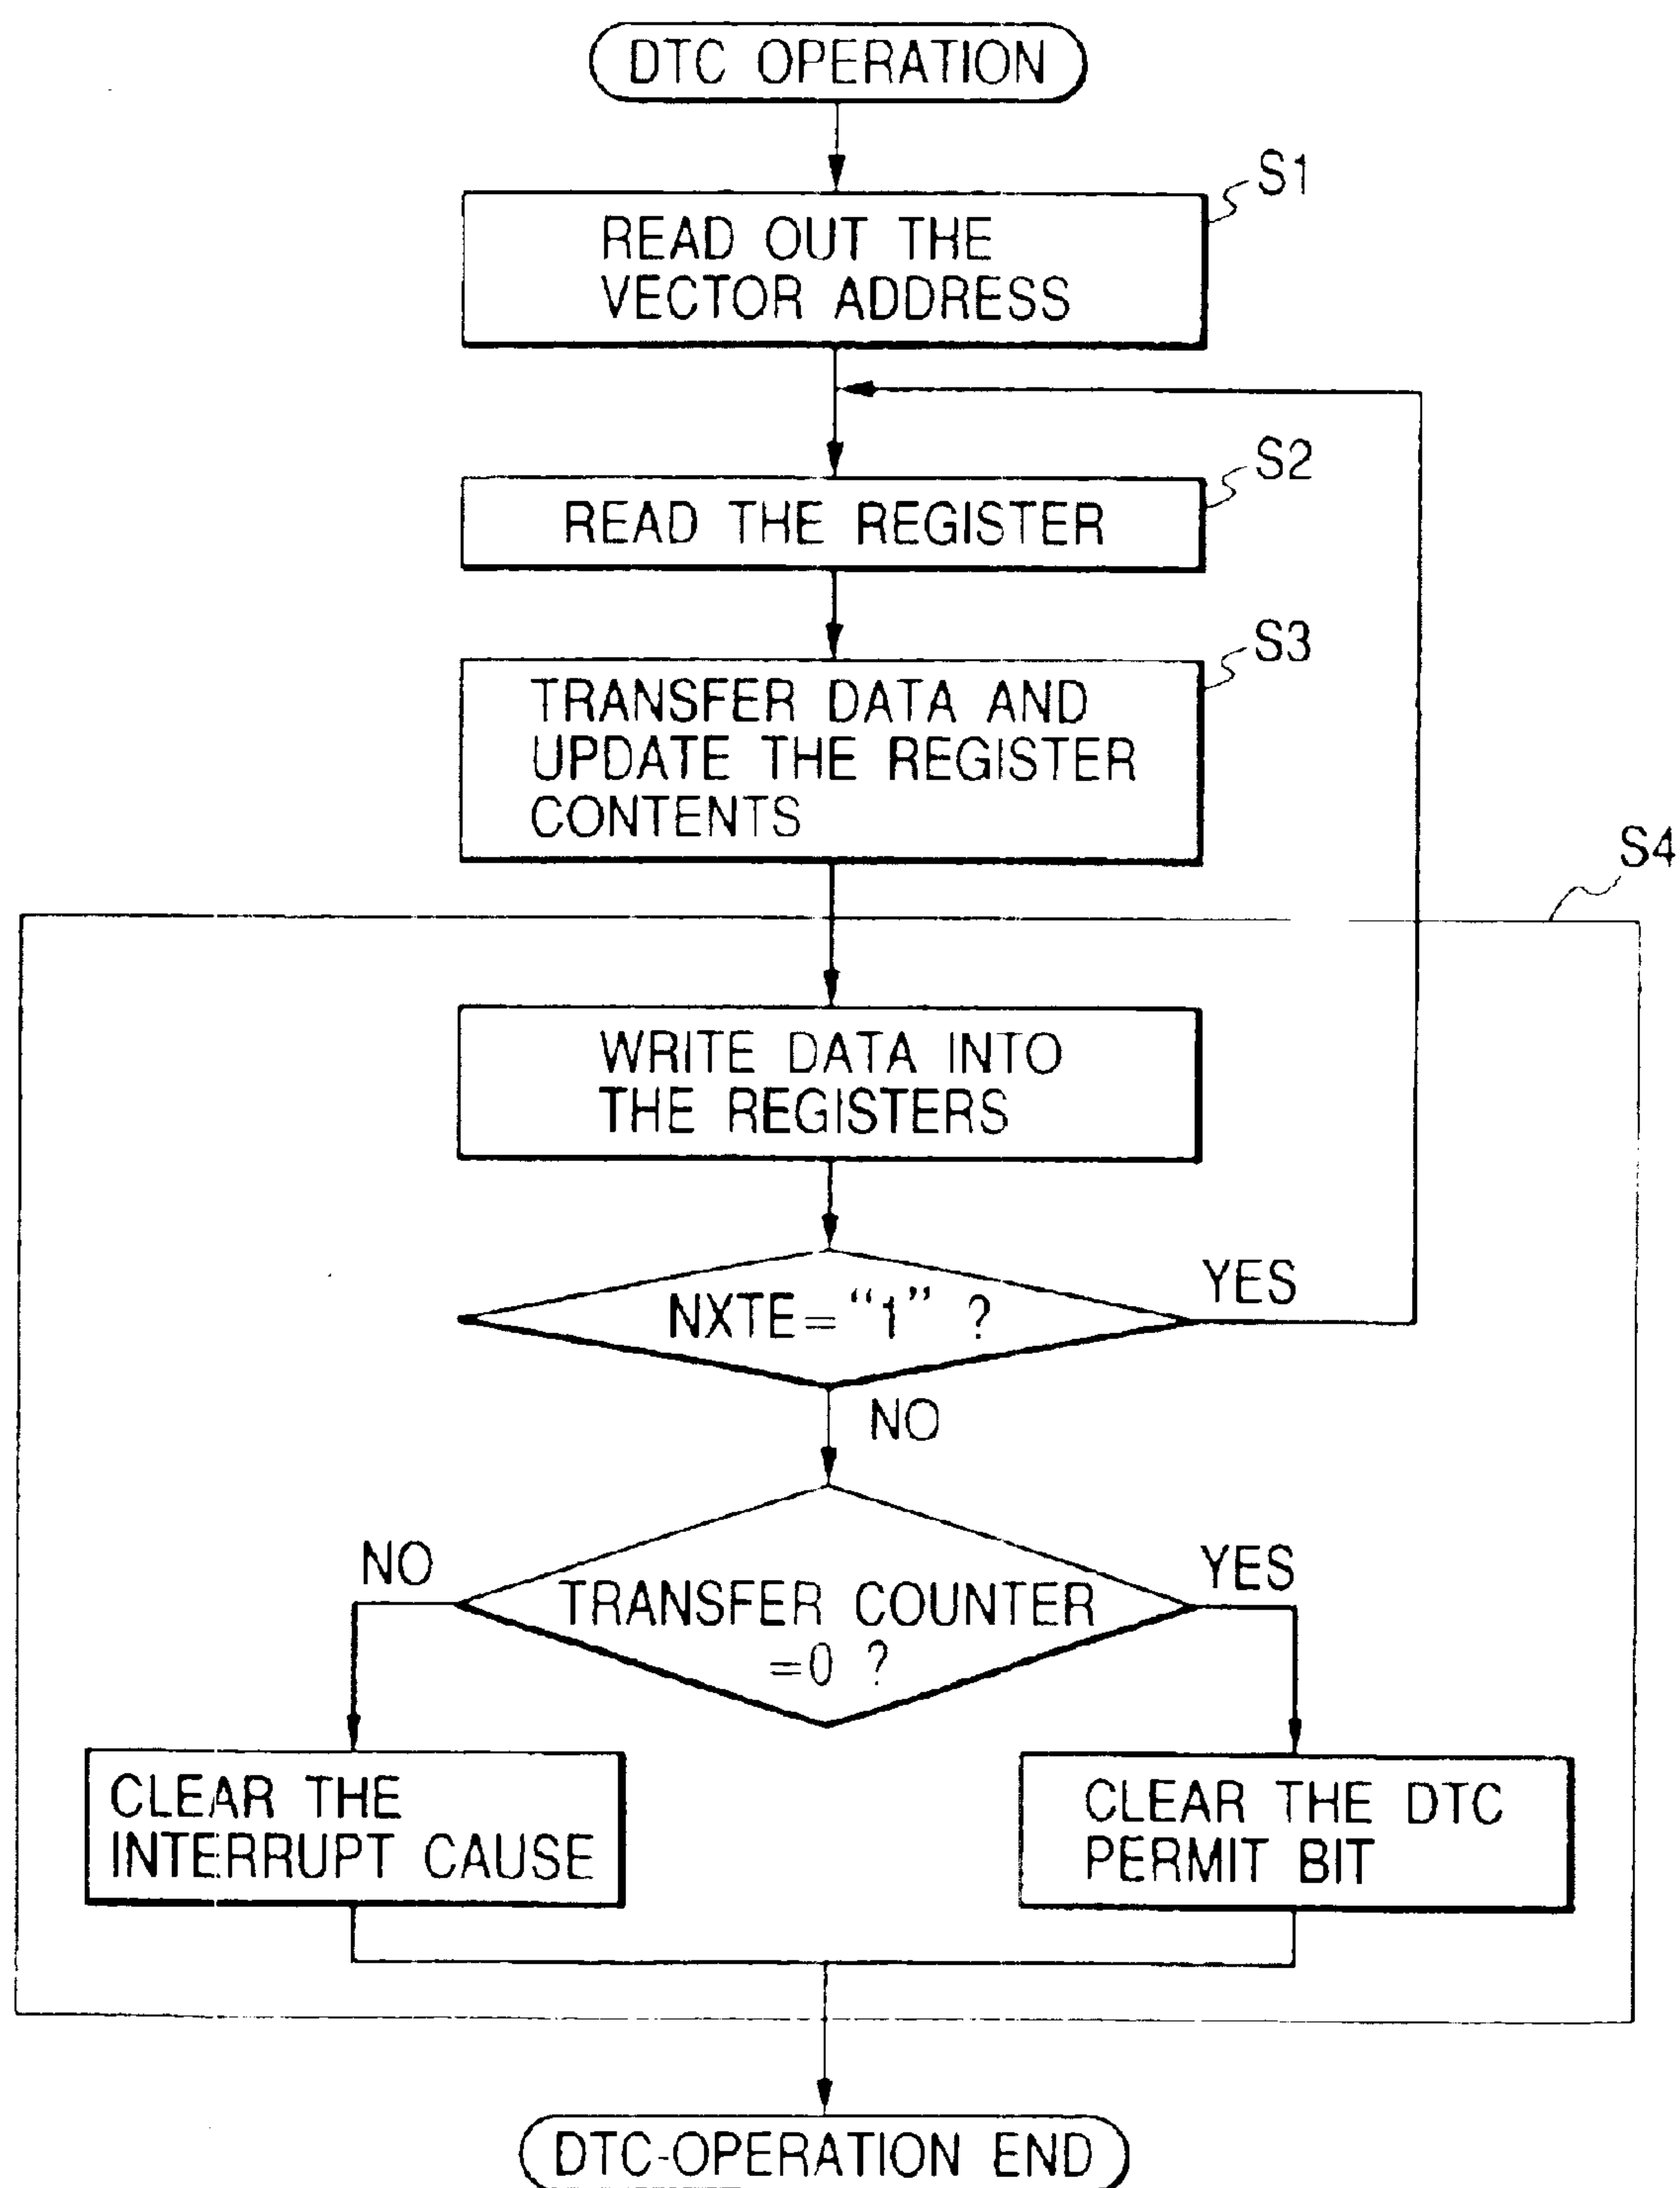 DTC OPERATION
S1
READ OUT THE
VECTOR ADDRESS
S2
READ THE REGISTER
S3
TRANSFER DATA AND
UPDATE THE REGISTER
CONTENTS
S4
WRITE DATA INTO
THE REGISTERS
NXTE="1" ?
YES
NO
NO
YES
TRANSFER COUNTER
=0 ?
CLEAR THE
INTERRUPT CAUSE
CLEAR THE DTC
PERMIT BIT
DTC-OPERATION END